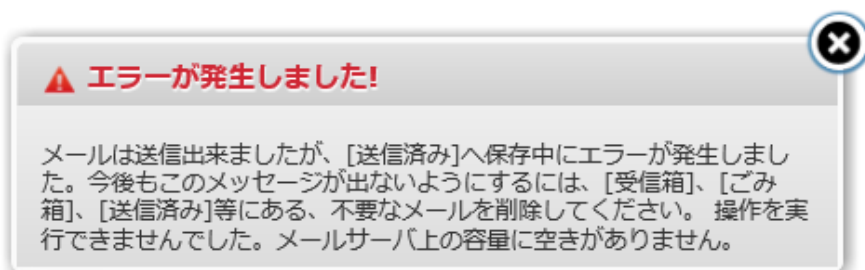 エラーが発生しました!
メールは送信出来ましたが、[送信済み]へ保存中にエラーが発生しまし
た。今後もこのメッセージが出ないようにするには、[受信箱]、[ごみ
箱]、[送信済み]等にある、不要なメールを削除してください。 操作を実
行できませんでした。メールサーバ上の容量に空きがありません。